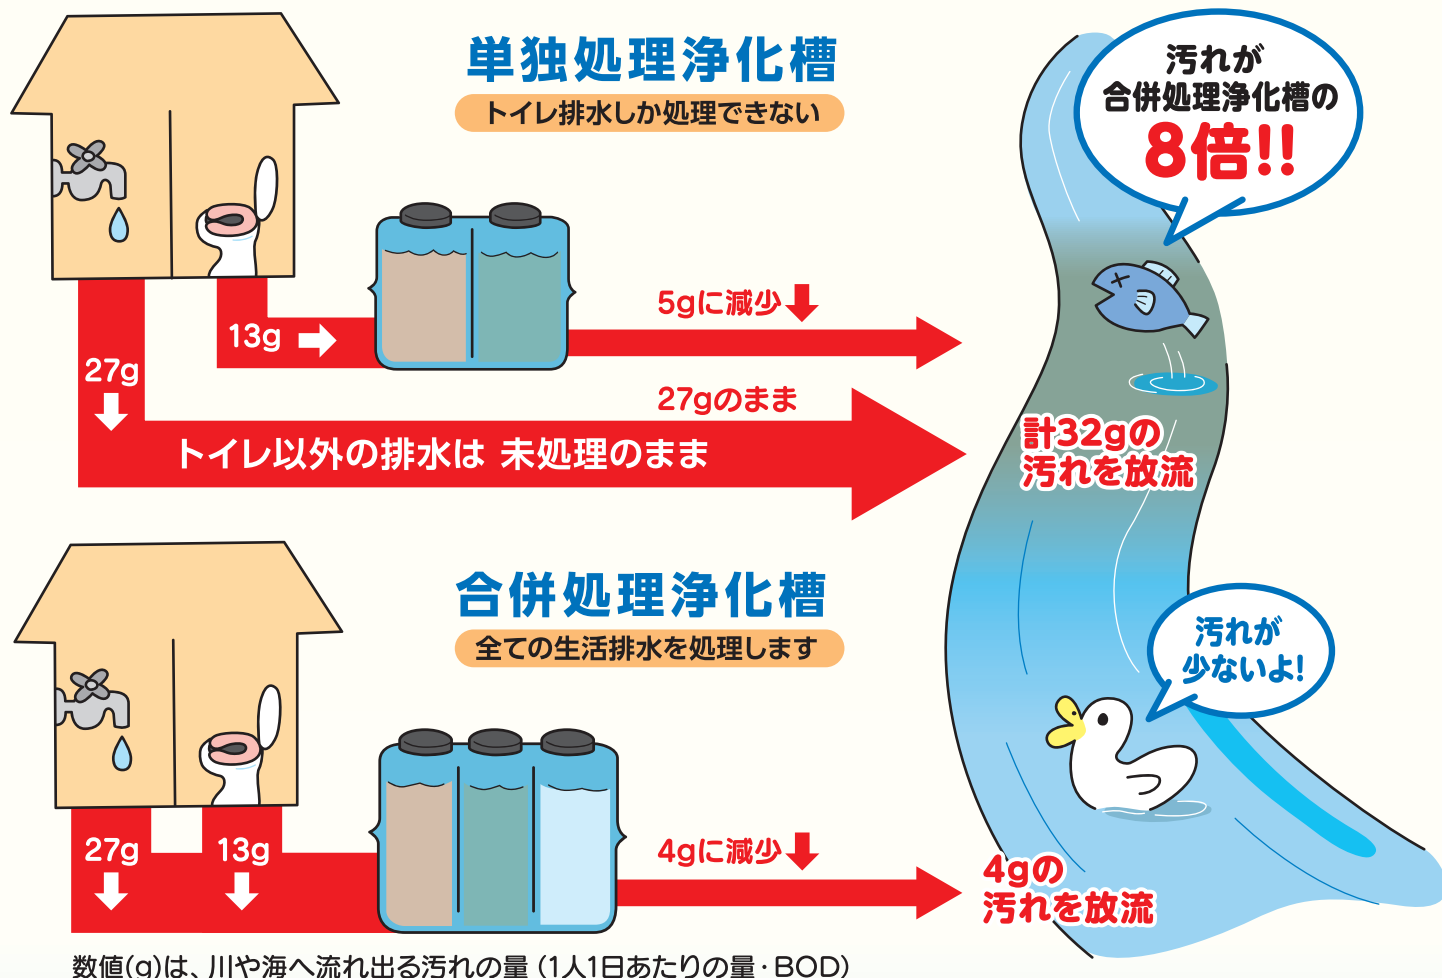 単独処理浄化槽
トイレ排水しか処理できない
汚れが
合併処理浄化槽の
8倍!!
13g
5gに減少
27g
27gのまま
トイレ以外の排水は 未処理のまま
計32gの
汚れを放流
合併処理浄化槽
全ての生活排水を処理します
汚れが
少ないよ!
27g
13g
4gに減少
4gの
汚れを放流
数値(g)は、川や海へ流れ出る汚れの量(1人1日あたりの量・BOD)